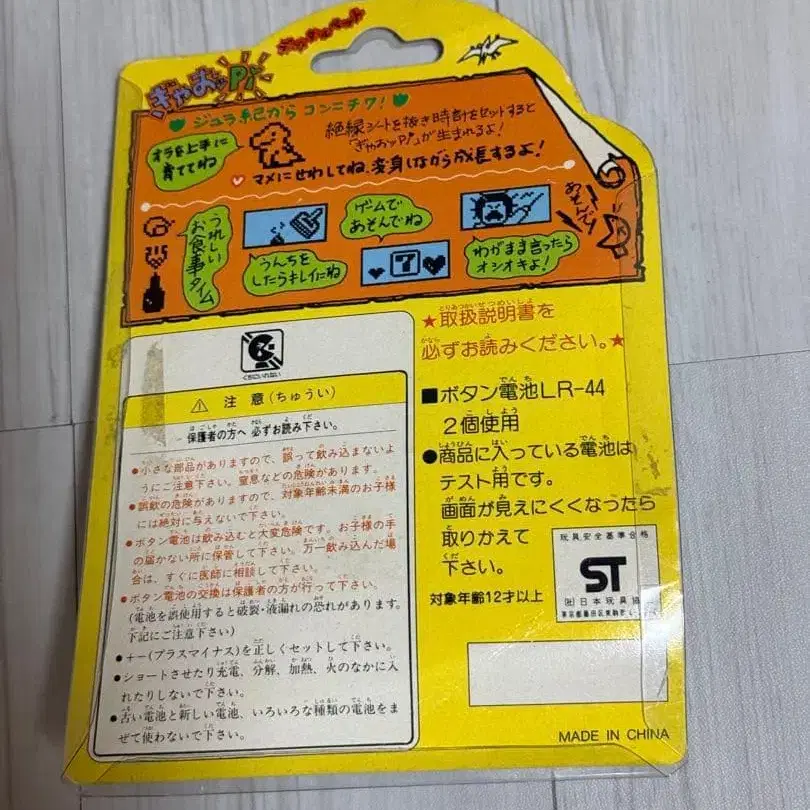 ぎゃおッPi
♥ジュラ紀から コンニチワ!♥
絶縁シートを抜き時計をセットすると
「ぎゃおッPi」が生まれるよ!
オラを上手に
育ててね
♡マメにせわしてね、変身しながら成長するよ!
うれしい
お食事タイム
うんちを
したらキレイにね
ゲームで
あそんでね
?
わがまま言ったら
オシオキよ!
あそんで〜
くちにいれない
⚠ 注意(ちゅうい)
保護者の方へ 必ずお読み下さい。
●小さな部品がありますので、誤って飲み込まないよ
うにご注意下さい。窒息などの危険があります。
●誤飲の危険がありますので、対象年齢未満のお子様
には絶対に与えないで下さい。
●ボタン電池は飲み込むと大変危険です。お子様の手
の届かない所に保管して下さい。万一飲み込んだ場
合は、すぐに医師に相談して下さい。
●ボタン電池の交換は保護者の方が行って下さい。
(電池を誤使用すると破裂・液漏れの恐れがあります。
下記にご注意下さい)
●+−(プラスマイナス)を正しくセットして下さい。
●ショートさせたり充電、分解、加熱、火のなかに入
れたりしないで下さい。
●古い電池と新しい電池、いろいろな種類の電池をま
ぜて使わないで下さい。
★取扱説明書を
必ずお読みください。★
■ボタン電池LR-44
2個使用
●商品に入っている電池は
テスト用です。
画面が見えにくくなったら
取りかえて
下さい。
対象年齢12才以上
玩具安全基準合格
ST
(社)日本玩具協
東京都墨田区東駒形
MADE IN CHINA